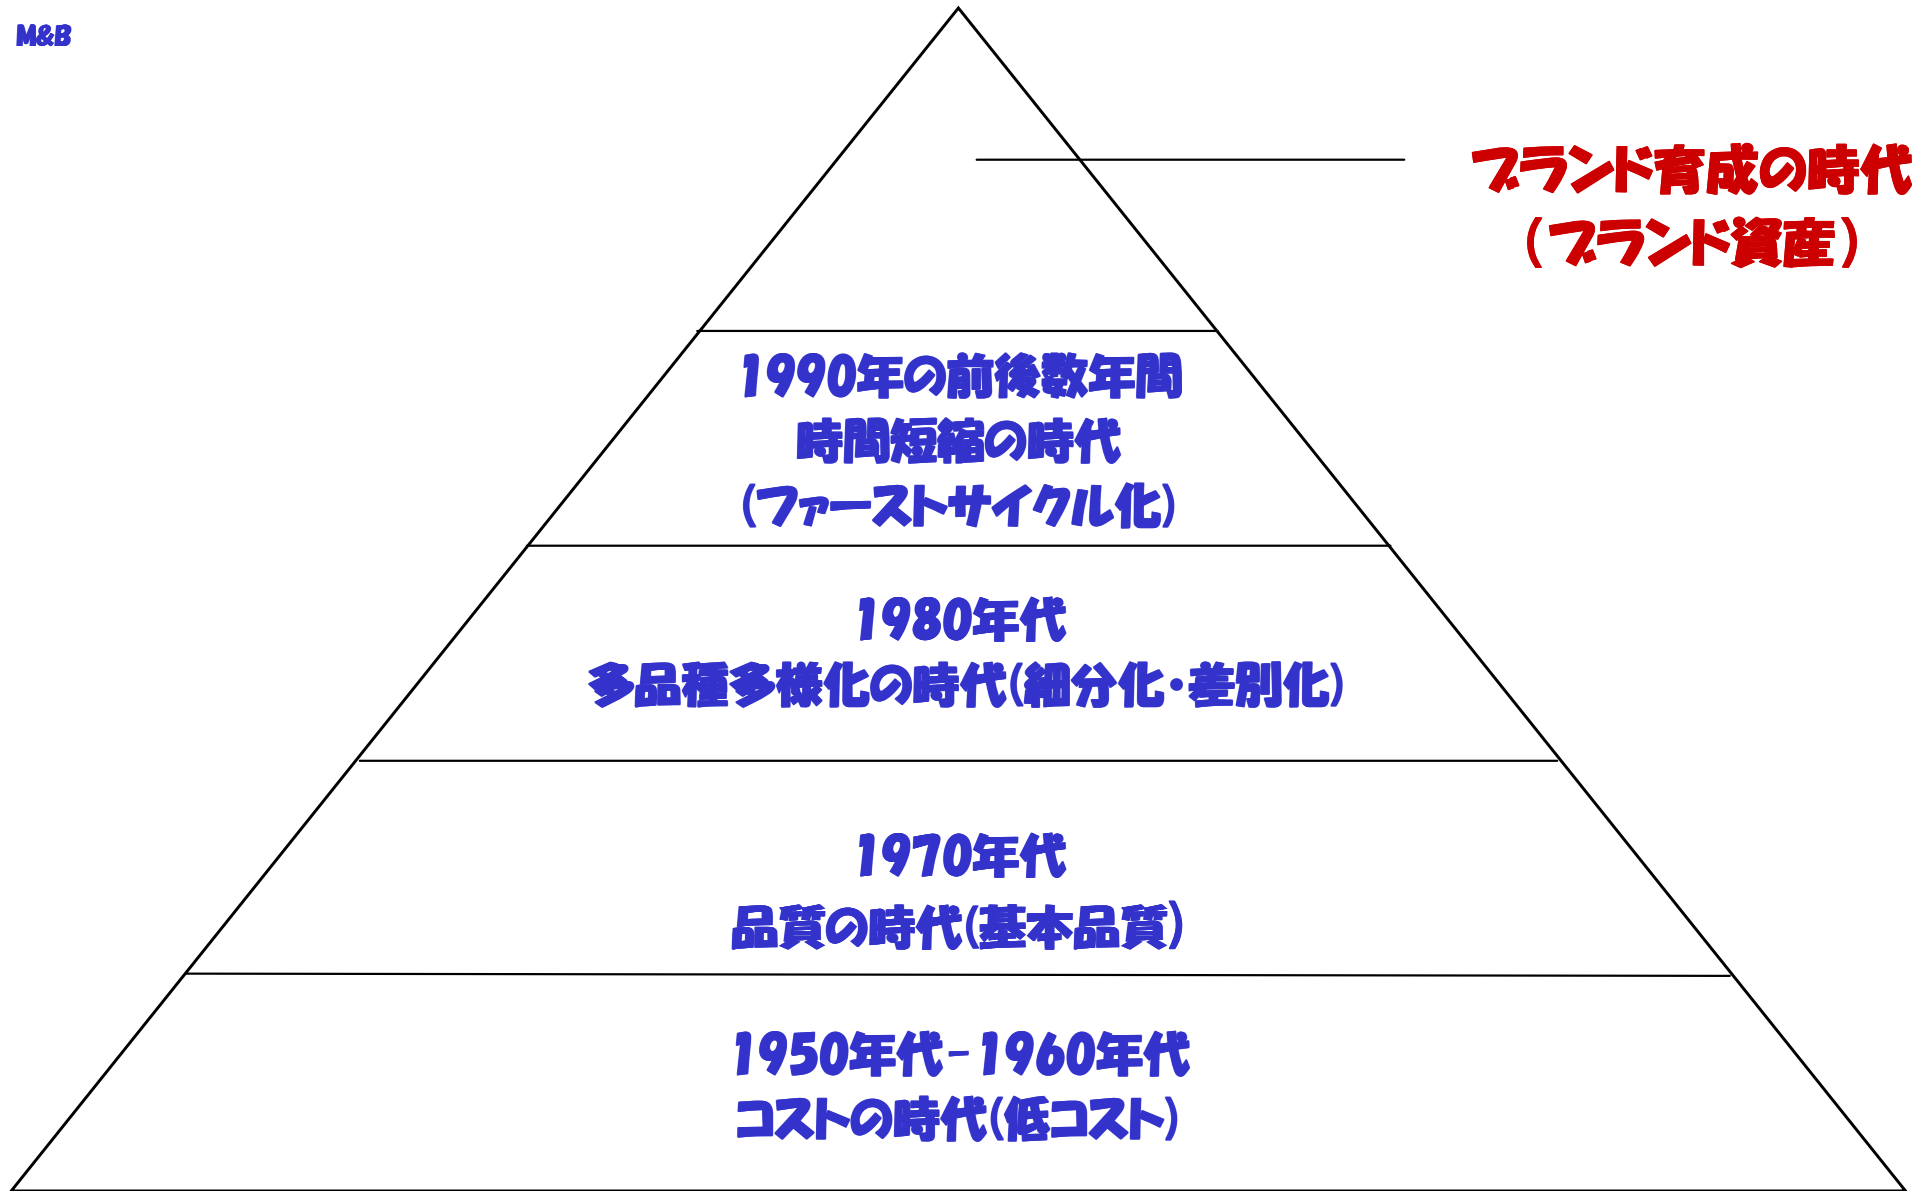 M&B
ブランド育成の時代
（ブランド資産）
1990年の前後数年間
時間短縮の時代
(ファーストサイクル化)
1980年代
多品種多様化の時代(細分化・差別化)
1970年代
品質の時代(基本品質)
1950年代-1960年代
コストの時代(低コスト)